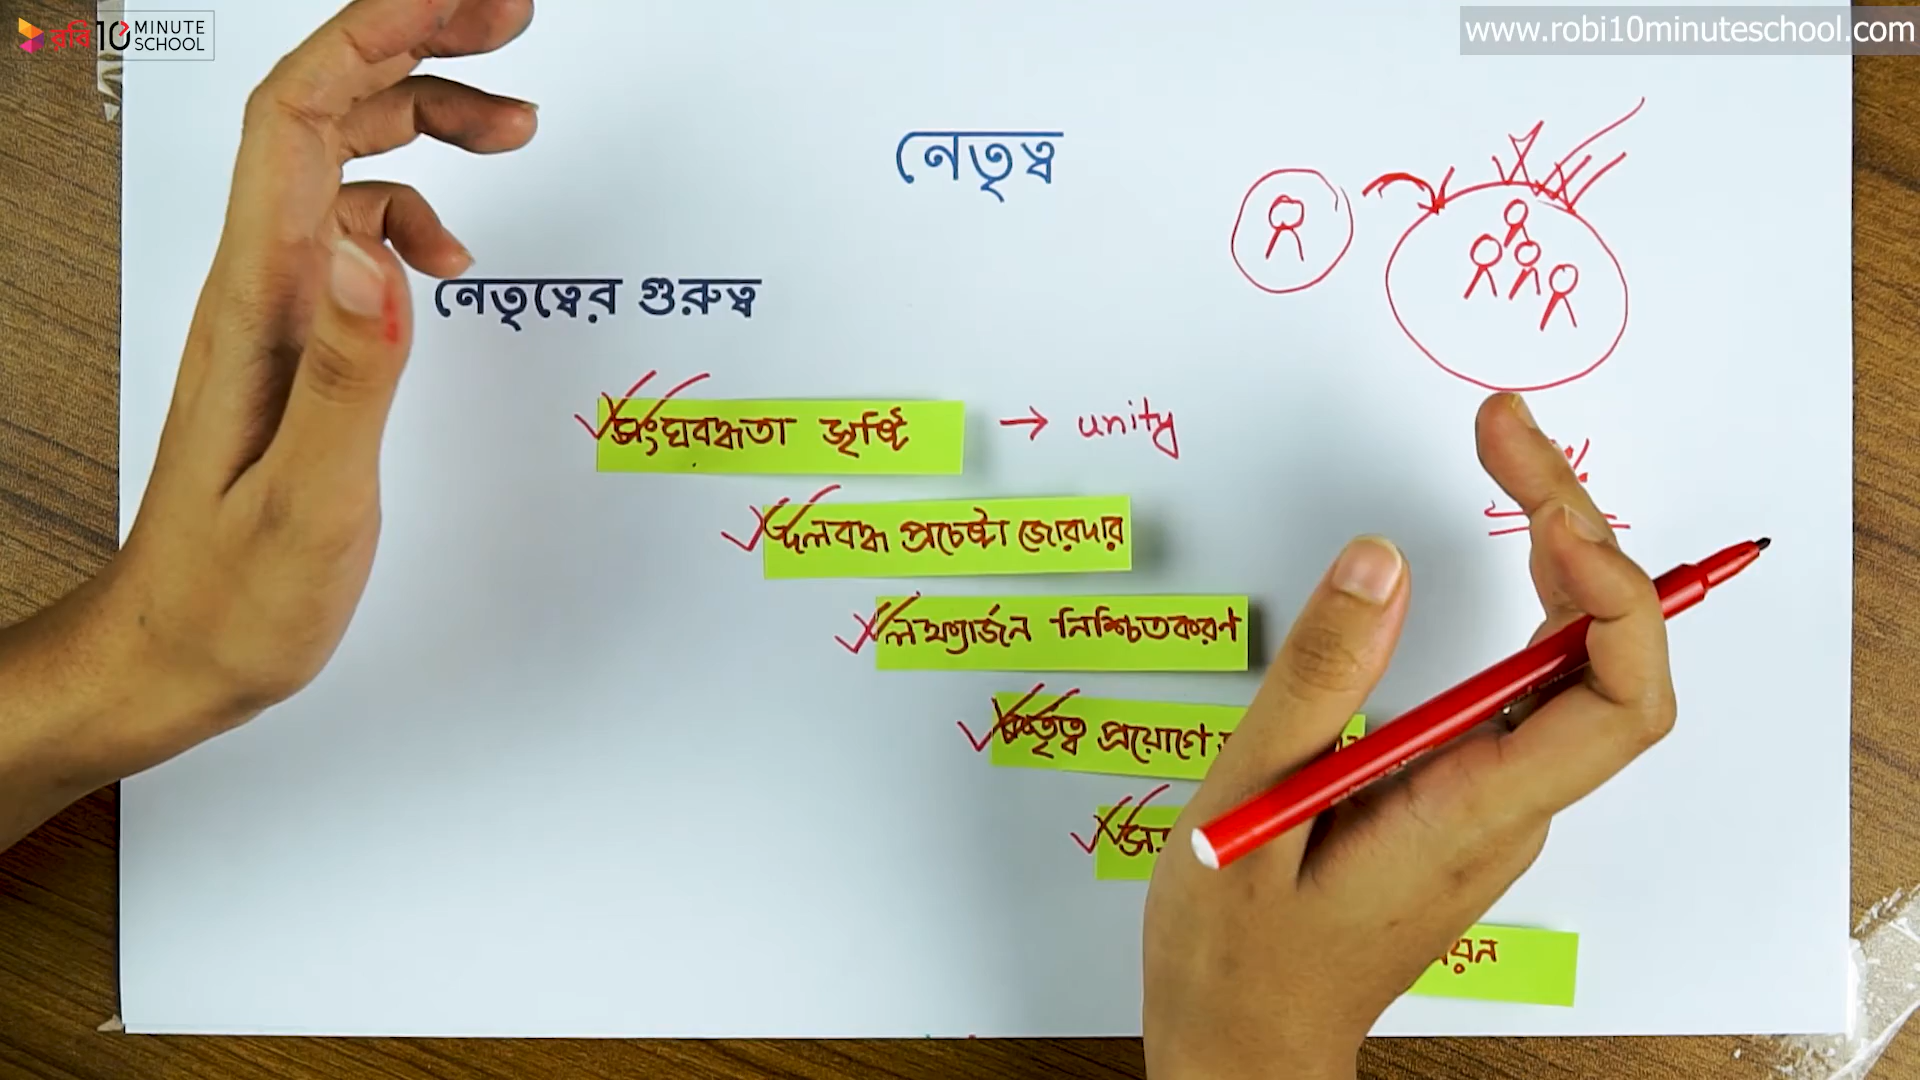 রবি 10 MINUTE SCHOOL
www.robi10minuteschool.com
নেতৃত্ব
নেতৃত্বের গুরুত্ব
সংঘবদ্ধতা সৃষ্টি → unity
দলবদ্ধ প্রচেষ্টা জোরদার
লক্ষ্যার্জন নিশ্চিতকরণ
কর্তৃত্ব প্রয়োগে